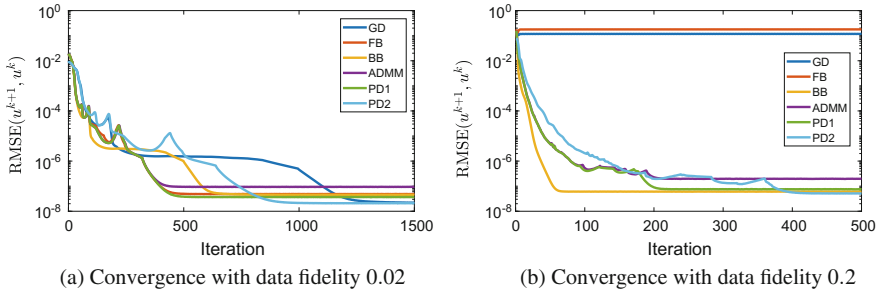 10^0
10^-2
10^-4
10^-6
10^-8
RMSE(u^{k+1}, u^k)
0
500
1000
1500
Iteration
GD
FB
BB
ADMM
PD1
PD2
(a) Convergence with data fidelity 0.02
10^0
10^-2
10^-4
10^-6
10^-8
RMSE(u^{k+1}, u^k)
0
100
200
300
400
500
Iteration
GD
FB
BB
ADMM
PD1
PD2
(b) Convergence with data fidelity 0.2